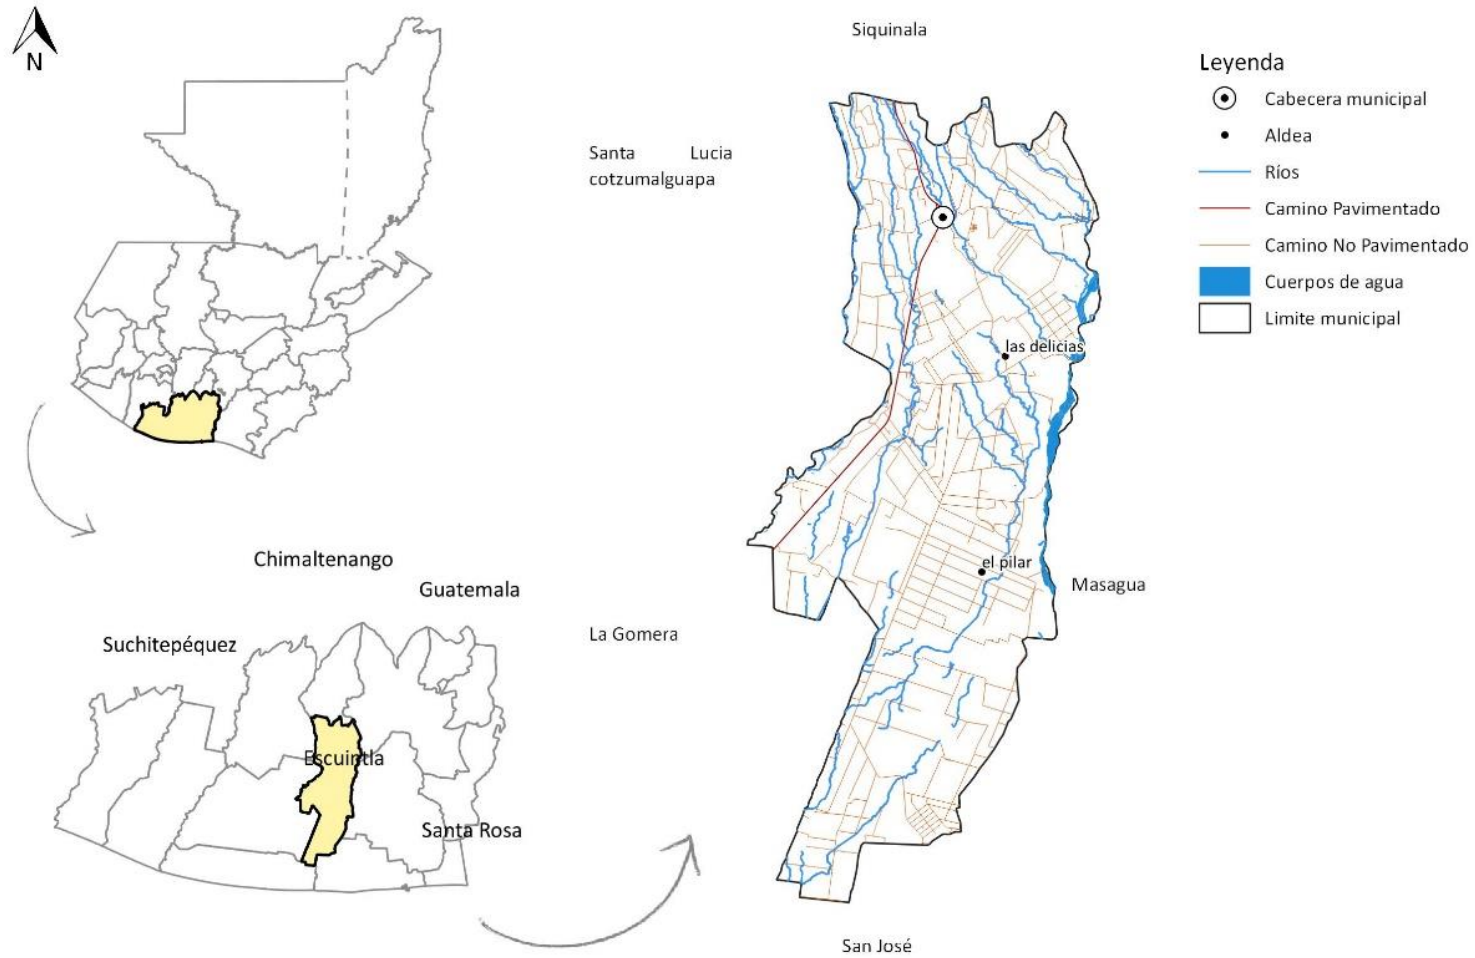 N
Siquinala
Santa Lucia
cotzumalguapa
Leyenda
Cabecera municipal
Aldea
Ríos
Camino Pavimentado
Camino No Pavimentado
Cuerpos de agua
Limite municipal
las delicias
el pilar
Masagua
La Gomera
San José
Chimaltenango
Guatemala
Suchitepéquez
Escuintla
Santa Rosa